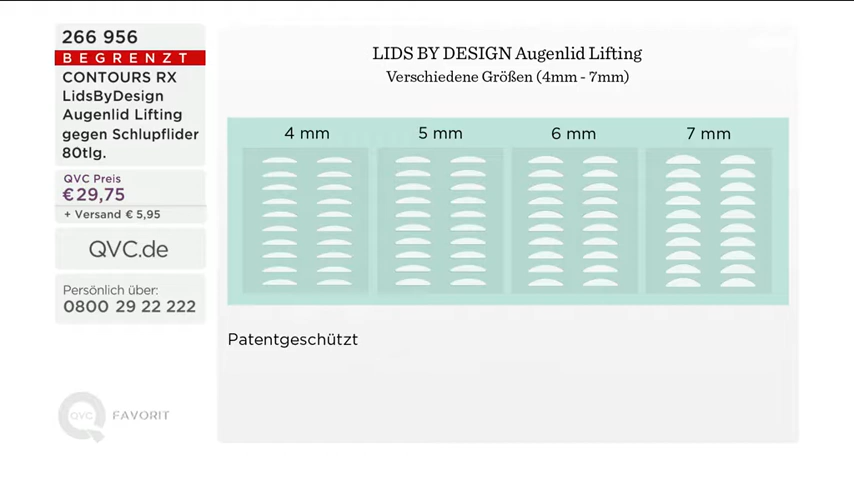 266 956
BEGRENZT
CONTOURS RX
LidsByDesign
Augenlid Lifting
gegen Schlupflider
80tlg.
QVC Preis
€29,75
+ Versand € 5,95
QVC.de
Persönlich über:
0800 29 22 222
QVC FAVORIT
LIDS BY DESIGN Augenlid Lifting
Verschiedene Größen (4mm - 7mm)
4 mm 5 mm 6 mm 7 mm
Patentgeschützt